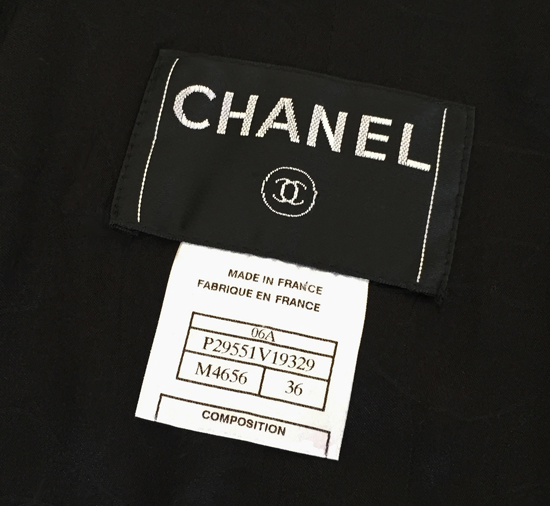 CHANEL
MADE IN FRANCE
FABRIQUE EN FRANCE
06A
P29551V19329
M4656 36
COMPOSITION